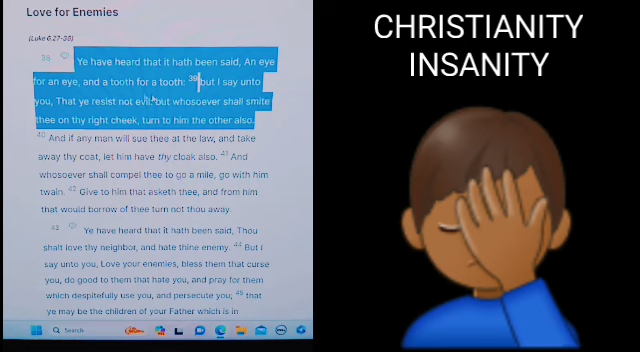 Love for Enemies
(Luke 6:27-36)
38 Ye have heard that it hath been said, An eye
for an eye, and a tooth for a tooth: 39 but I say unto
you, That ye resist not evil: but whosoever shall smite
thee on thy right cheek, turn to him the other also.
40 And if any man will sue thee at the law, and take
away thy coat, let him have thy cloak also. 41 And
whosoever shall compel thee to go a mile, go with him
twain. 42 Give to him that asketh thee, and from him
that would borrow of thee turn not thou away.
43 Ye have heard that it hath been said, Thou
shalt love thy neighbor, and hate thine enemy. 44 But I
say unto you, Love your enemies, bless them that curse
you, do good to them that hate you, and pray for them
which despitefully use you, and persecute you; 45 that
ye may be the children of your Father which is in
Search
CHRISTIANITY
INSANITY